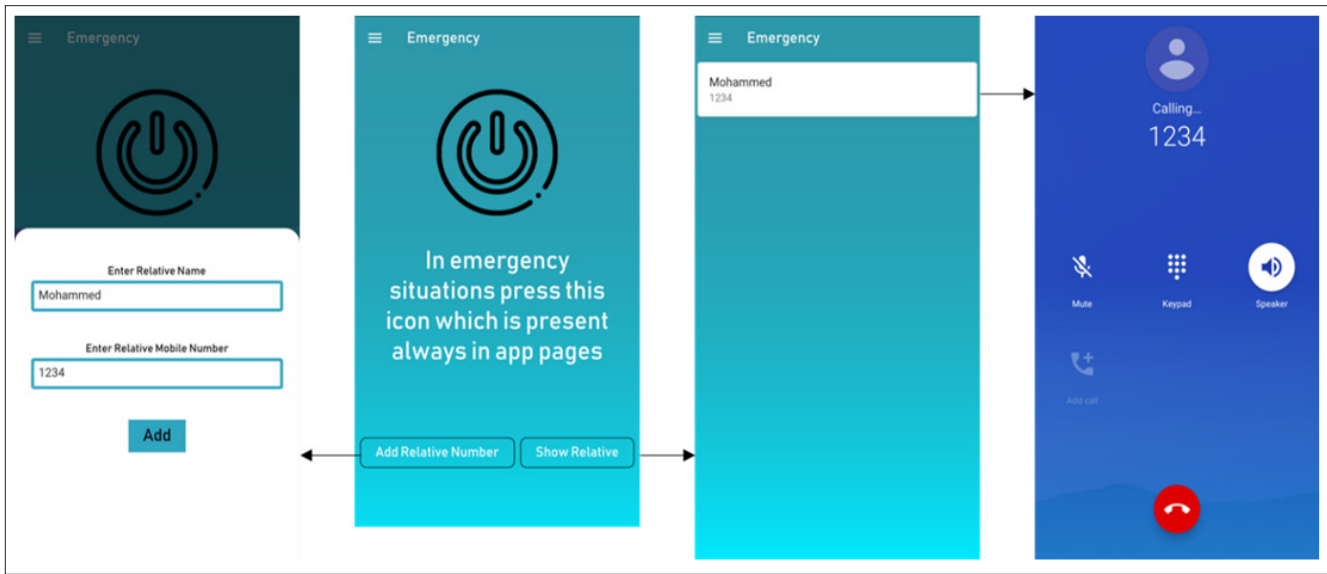 Emergency
Enter Relative Name
Mohammed
Enter Relative Mobile Number
1234
Add
Emergency
In emergency
situations press this
icon which is present
always in app pages
Add Relative Number
Show Relative
Emergency
Mohammed
1234
Calling...
1234
Mute
Keypad
Speaker
Add call